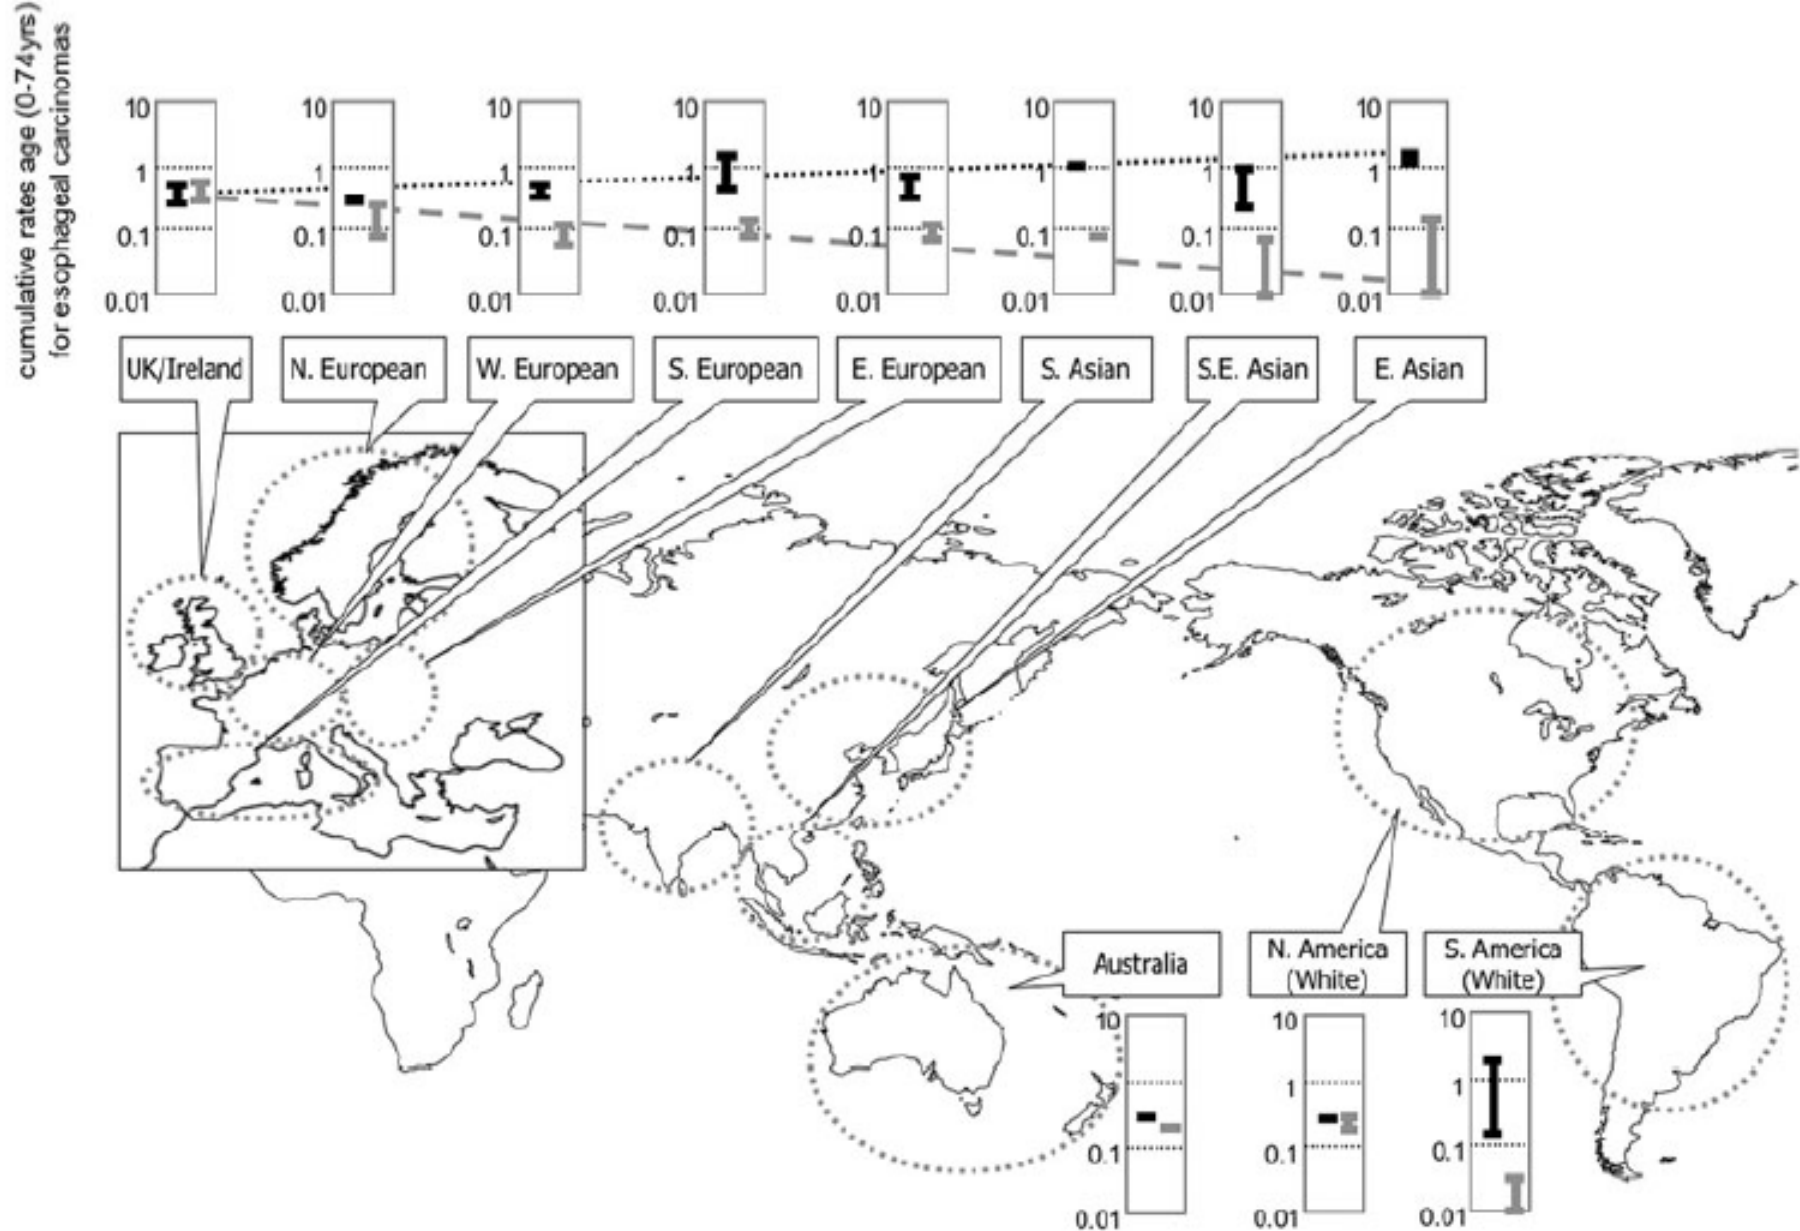 cumulative rates age (0-74yrs)
for esophageal carcinomas
10 10 10 10 10 10 10 10
1 1 1 1 1 1 1 1
0.1 0.1 0.1 0.1 0.1 0.1 0.1 0.1
0.01 0.01 0.01 0.01 0.01 0.01 0.01 0.01
UK/Ireland N. European W. European S. European E. European S. Asian S.E. Asian E. Asian
Australia
N. America
(White)
S. America
(White)
10 10 10
1 1
0.1 0.1 0.1
0.01 0.01 0.01